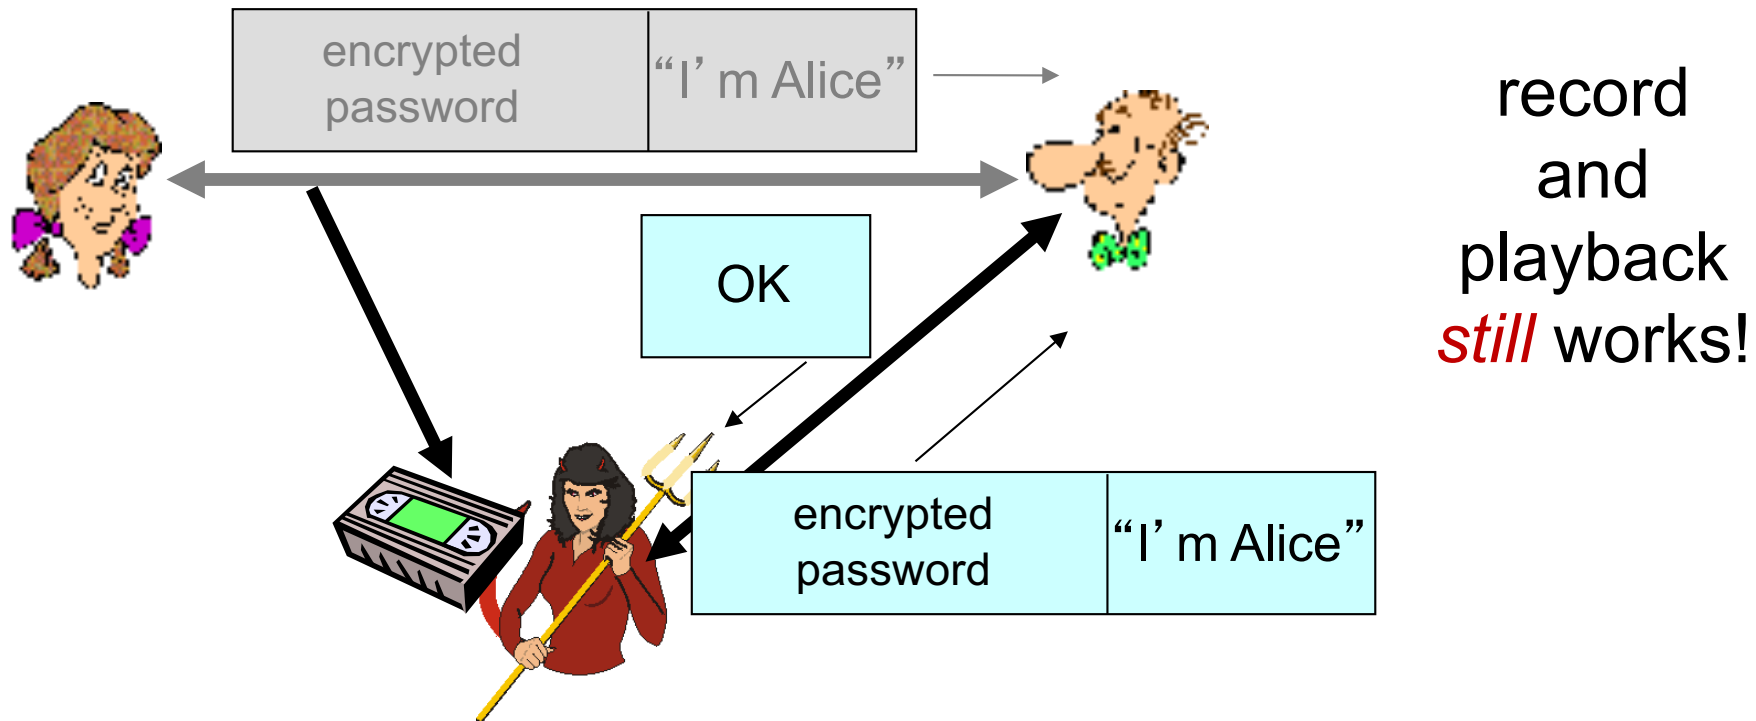 encrypted
password
“I’m Alice”
record
and
playback
still works!
OK
encrypted
password
“I’m Alice”